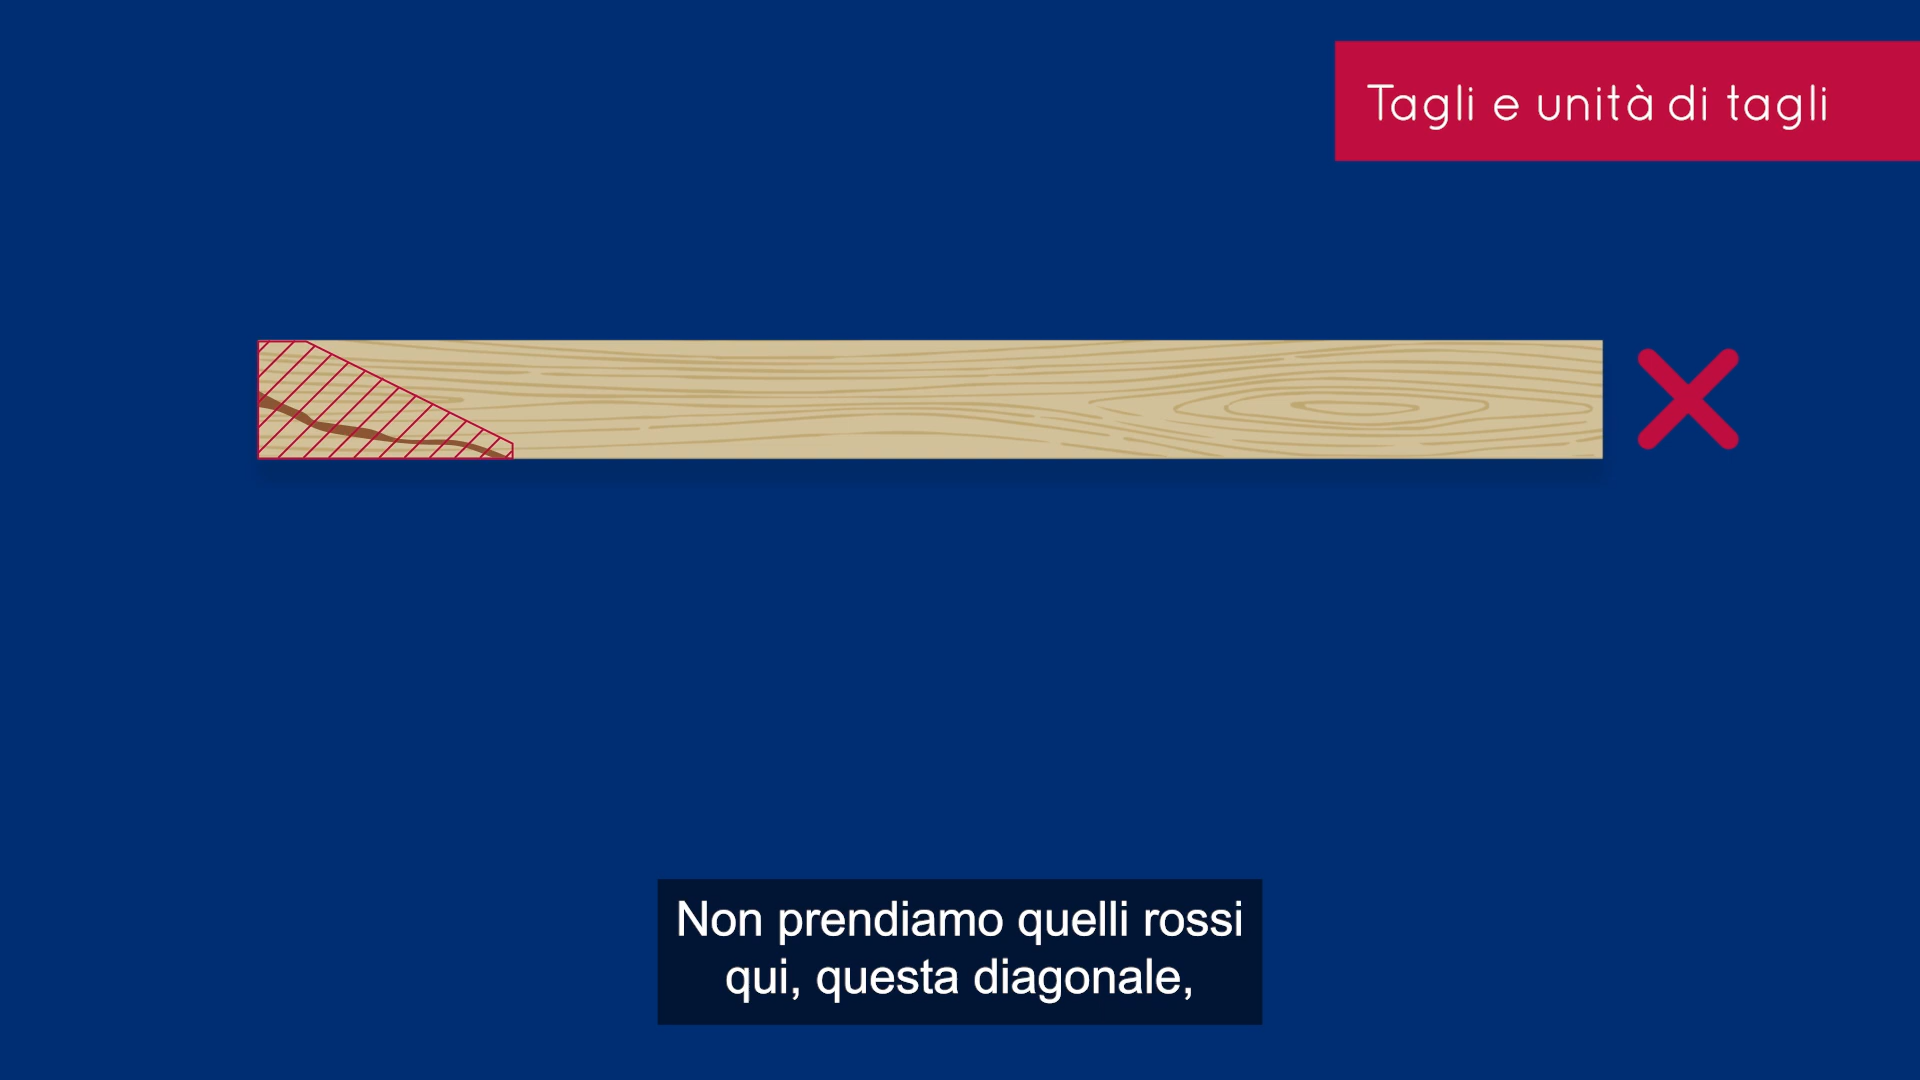 Tagli e unità di tagli
Non prendiamo quelli rossi
qui, questa diagonale,